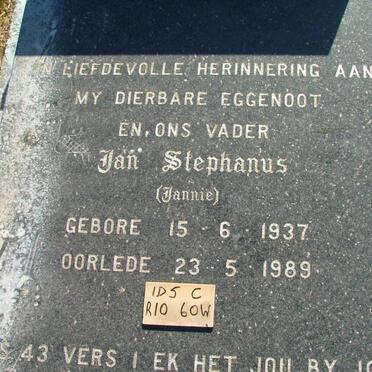 N LIEFDEVOLLE HERINNERING AAN
MY DIERBARE EGGENOOT
EN ONS VADER
Jan Stephanus
(Jannie)
GEBORE 15 6 1937
OORLEDE 23 5 1989
ID5 C
R10 60W
S 43 VERS 1 EK HET JOU BY JO